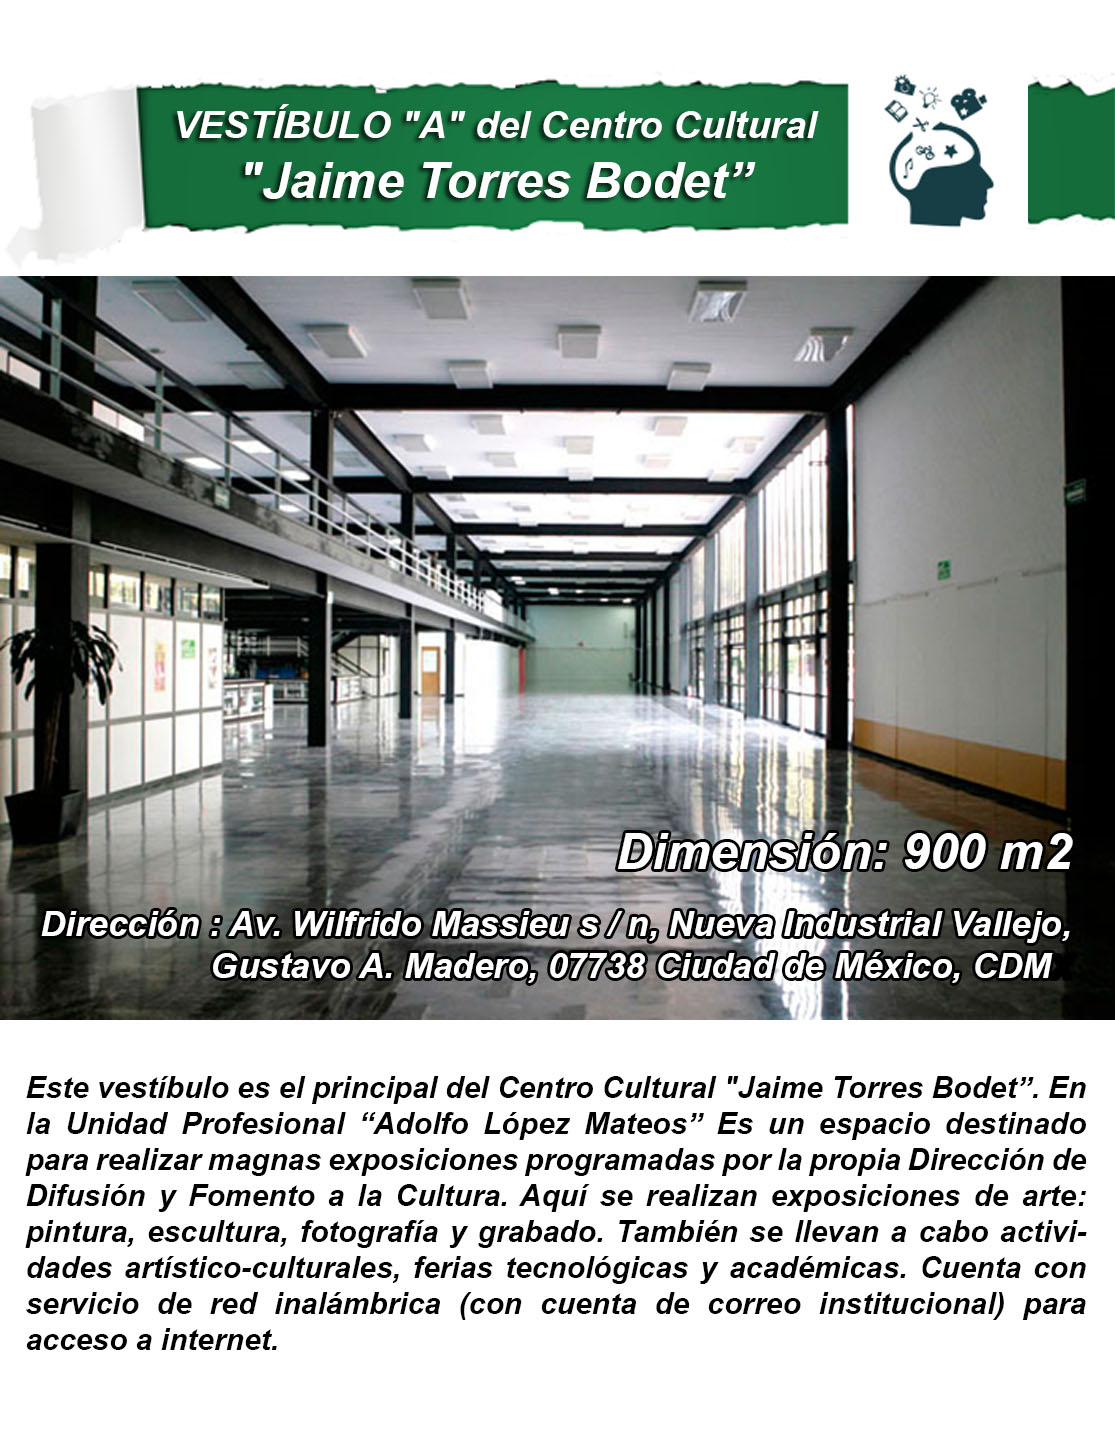 VESTÍBULO "A" del Centro Cultural
"Jaime Torres Bodet”
Dimensión: 900 m2
Dirección : Av. Wilfrido Massieu s / n, Nueva Industrial Vallejo,
Gustavo A. Madero, 07738 Ciudad de México, CDM
Este vestíbulo es el principal del Centro Cultural "Jaime Torres Bodet”. En
la Unidad Profesional “Adolfo López Mateos” Es un espacio destinado
para realizar magnas exposiciones programadas por la propia Dirección de
Difusión y Fomento a la Cultura. Aquí se realizan exposiciones de arte:
pintura, escultura, fotografía y grabado. También se llevan a cabo activi-
dades artístico-culturales, ferias tecnológicas y académicas. Cuenta con
servicio de red inalámbrica (con cuenta de correo institucional) para
acceso a internet.